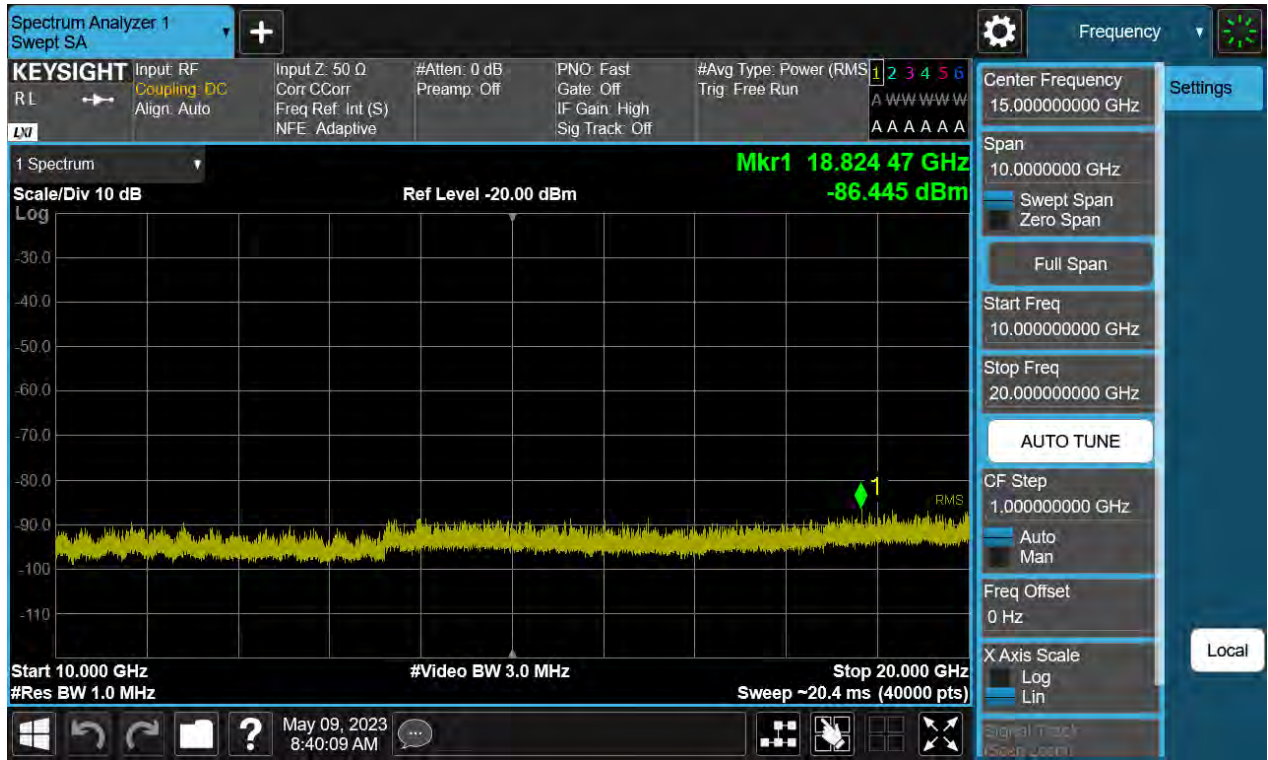 Spectrum Analyzer 1
Swept SA
Frequency
KEYSIGHT
RL
LXI
Input: RF
Coupling: DC
Align: Auto
Input Z: 50 Ω
Corr CCorr
Freq Ref: Int (S)
NFE: Adaptive
#Atten: 0 dB
Preamp: Off
PNO: Fast
Gate: Off
IF Gain: High
Sig Track: Off
#Avg Type: Power (RMS
Trig: Free Run
1 2 3 4 5 6
A W W W W W
A A A A A A
1 Spectrum
Scale/Div 10 dB
Ref Level -20.00 dBm
Mkr1 18.824 47 GHz
-86.445 dBm
Log
-30.0
-40.0
-50.0
-60.0
-70.0
-80.0
-90.0
-100
-110
1
RMS
Start 10.000 GHz
#Video BW 3.0 MHz
Stop 20.000 GHz
#Res BW 1.0 MHz
Sweep ~20.4 ms (40000 pts)
May 09, 2023
8:40:09 AM
Center Frequency
15.000000000 GHz
Span
10.0000000 GHz
Swept Span
Zero Span
Full Span
Start Freq
10.000000000 GHz
Stop Freq
20.000000000 GHz
AUTO TUNE
CF Step
1.000000000 GHz
Auto
Man
Freq Offset
0 Hz
X Axis Scale
Log
Lin
Signal Track
(Span Zoom)
Settings
Local